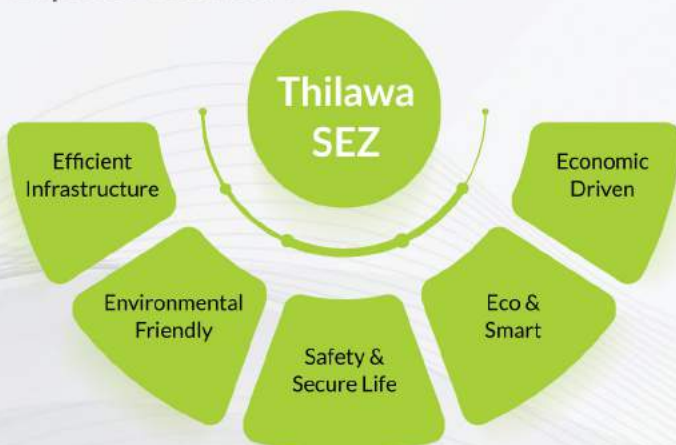 Thilawa
SEZ
Efficient
Infrastructure
Environmental
Friendly
Safety &
Secure Life
Eco &
Smart
Economic
Driven